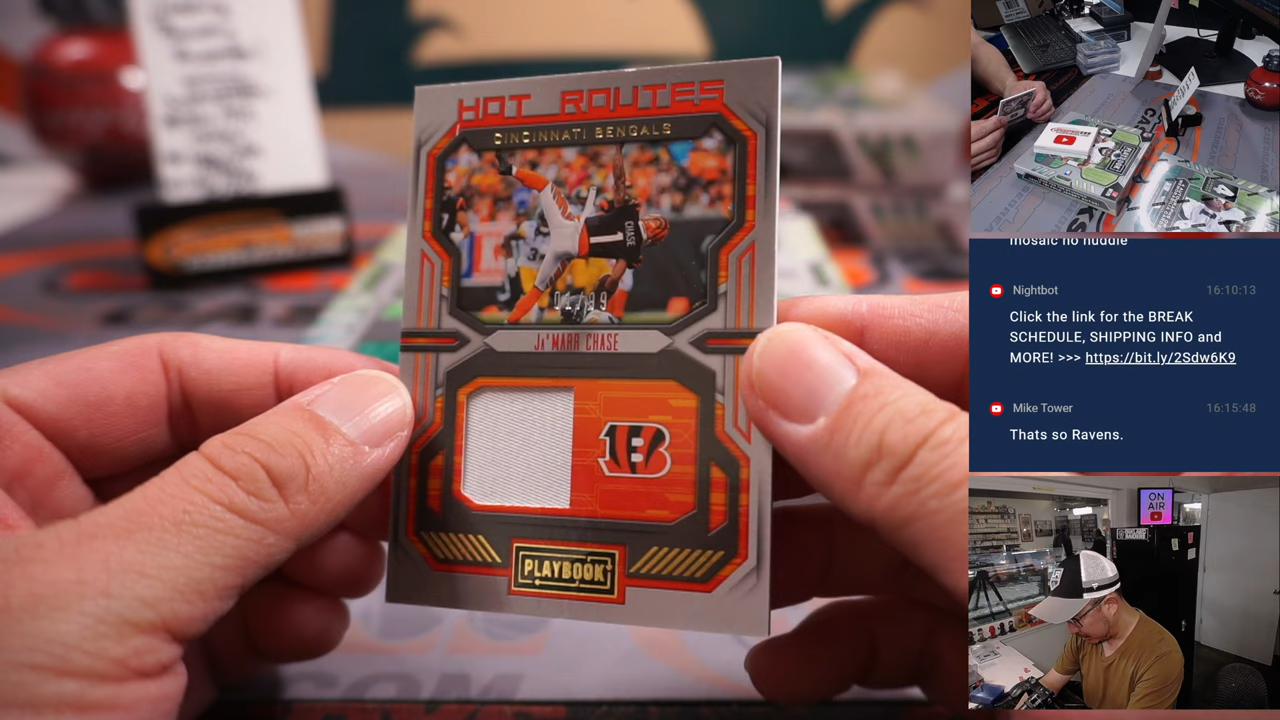 HOT ROUTES
CINCINNATI BENGALS
CHASE
1
JA'MARR CHASE
B
PLAYBOOK
mosaic no huddle
Nightbot 16:10:13
Click the link for the BREAK
SCHEDULE, SHIPPING INFO and
MORE! >>> https://bit.ly/2Sdw6K9
Mike Tower 16:15:48
Thats so Ravens.
ON
AIR
.COM